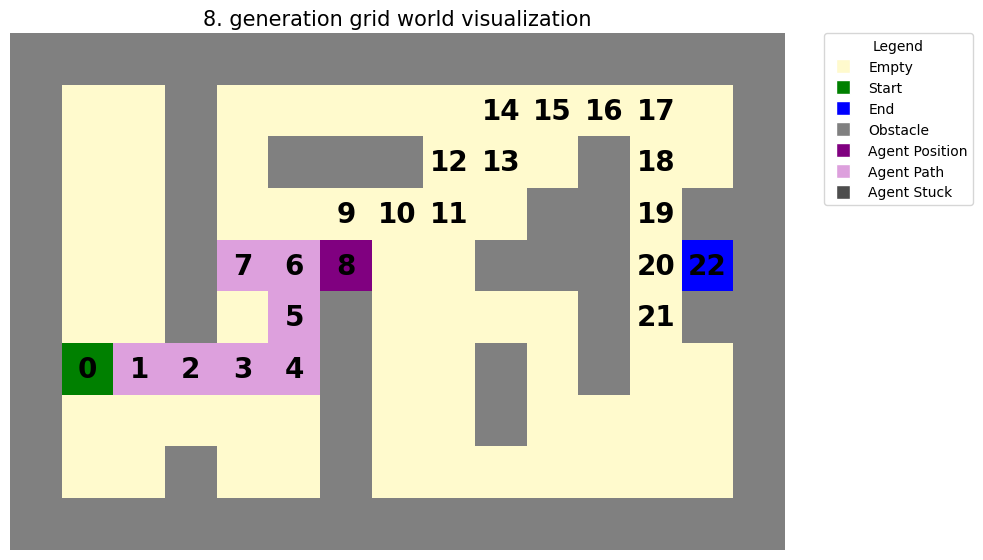 8. generation grid world visualization
Legend
Empty
Start
End
Obstacle
Agent Position
Agent Path
Agent Stuck
14 15 16 17
12 13 18
9 10 11 19
7 6 8 20 22
5 21
0 1 2 3 4